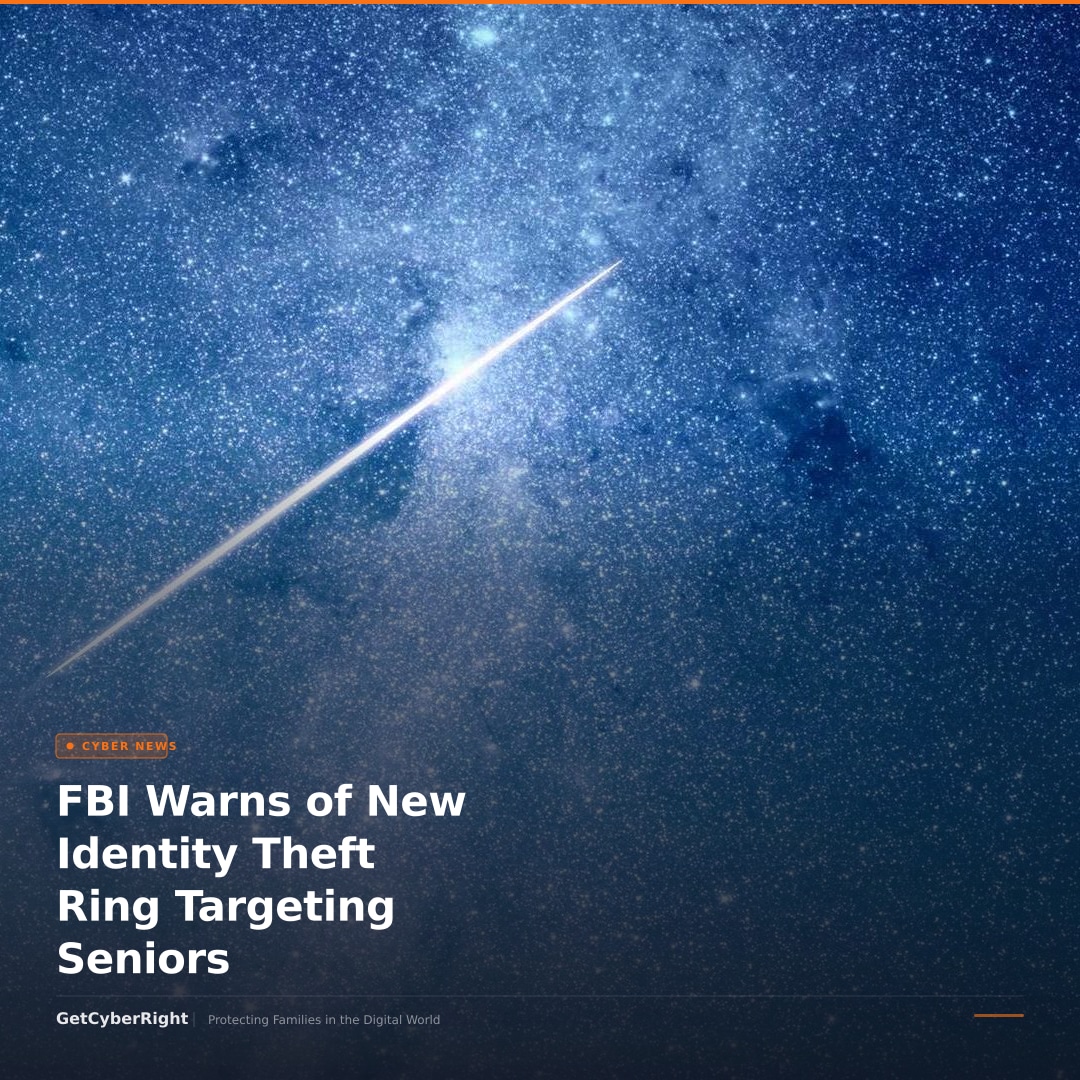 CYBER NEWS
FBI Warns of New
Identity Theft
Ring Targeting
Seniors
GetCyberRight | Protecting Families in the Digital World